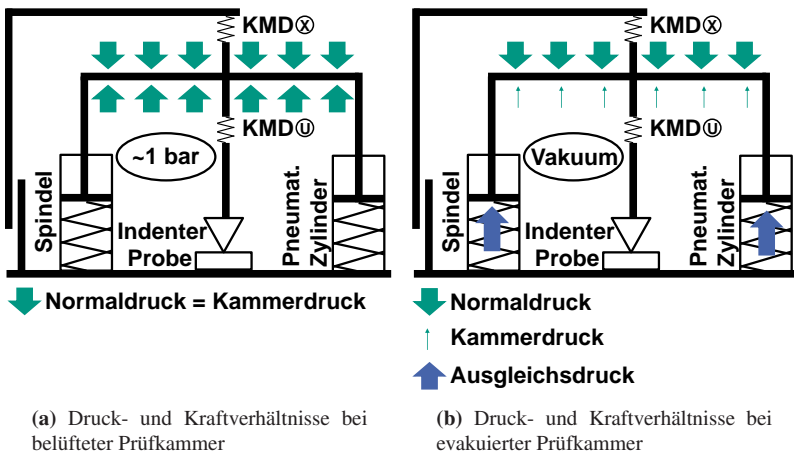 KMDⓧ
KMDⓤ
~1 bar
Spindel
Indenter
Probe
Pneumat.
Zylinder
Normaldruck = Kammerdruck
(a) Druck- und Kraftverhältnisse bei
belüfteter Prüfkammer
KMDⓧ
KMDⓤ
Vakuum
Spindel
Indenter
Probe
Pneumat.
Zylinder
Normaldruck
Kammerdruck
Ausgleichsdruck
(b) Druck- und Kraftverhältnisse bei
evakuierter Prüfkammer